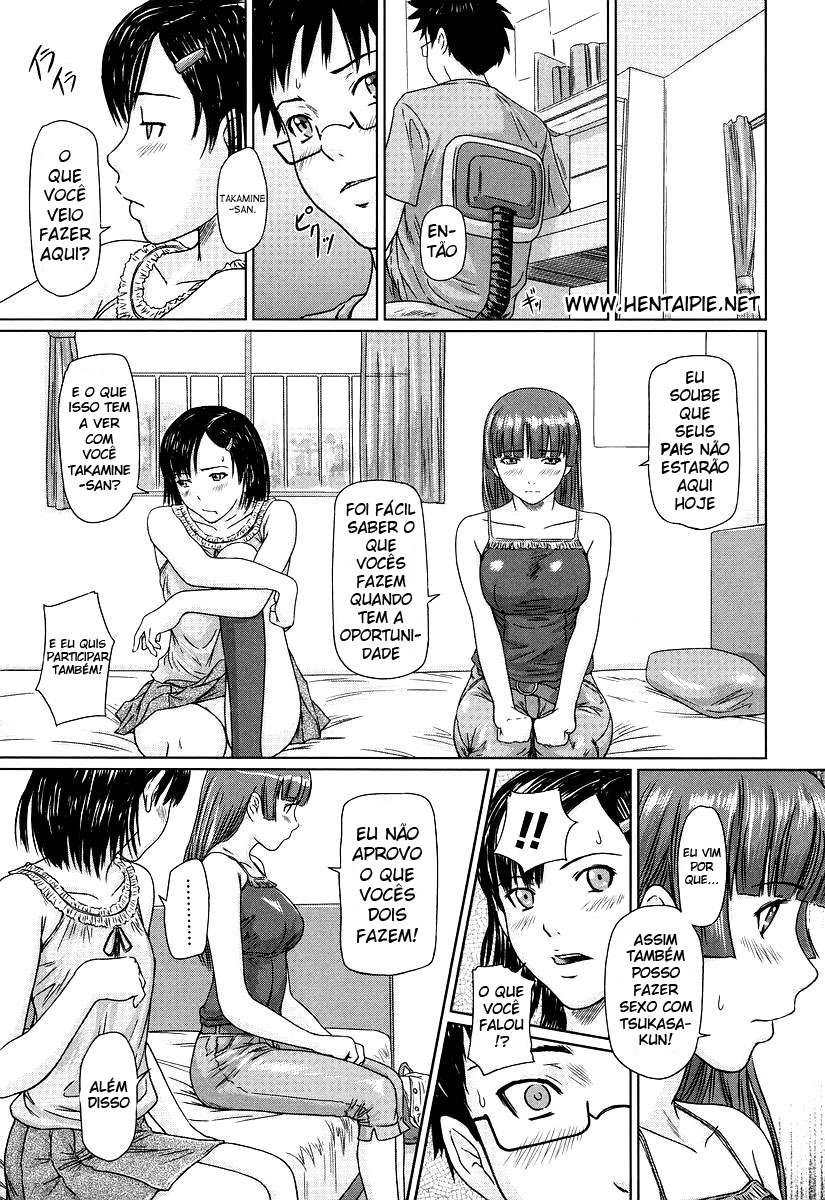 EN-
TÃO
ギッ
WWW.HENTAIPIE.NET
ピクッ
TAKAMINE
-SAN.
O
QUE
VOCÊ
VEIO
FAZER
AQUI?
イラ
イラ
EU
SOUBE
QUE
SEUS
PAIS NÃO
ESTARÃO
AQUI
HOJE
E O QUE
ISSO TEM
A VER
COM
VOCÊ
TAKAMINE
-SAN?
FOI FÁCIL
SABER O
QUE
VOCÊS
FAZEM
QUANDO
TEM A
OPORTUNI-
DADE
E EU QUIS
PARTICIPAR
TAMBÉM!
EU VIM
POR
QUE...
ASSIM
TAMBÉM
POSSO
FAZER
SEXO COM
TSUKASA-
KUN!
!!
O QUE
VOCÊ
FALOU
!?
EU NÃO
APROVO
O QUE
VOCÊS
DOIS
FAZEM!
........
ALÉM
DISSO